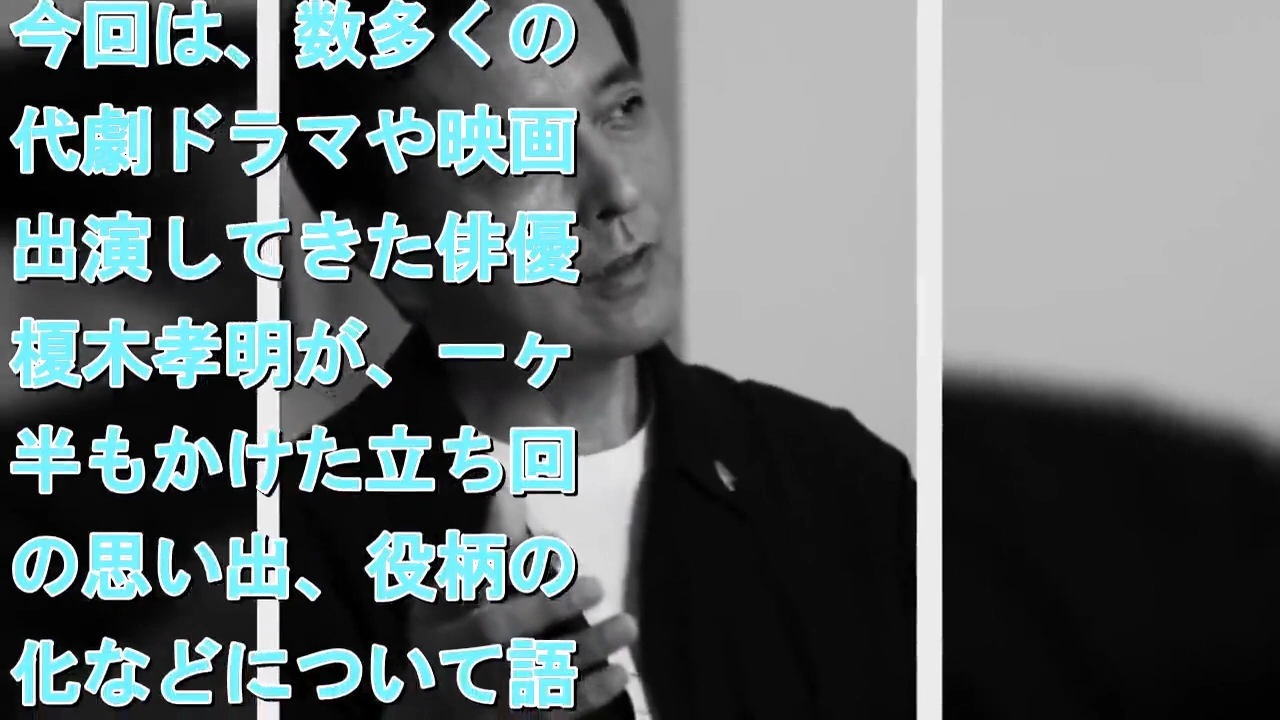 今回は、数多くの
代劇ドラマや映画
出演してきた俳優
榎木孝明が、一ヶ
半もかけた立ち回
の思い出、役柄の
化などについて語